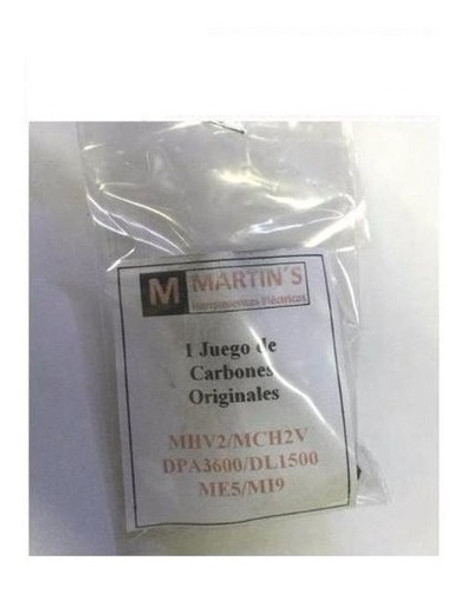 M MARTIN´S
Herramientas Eléctricas
1 Juego de
Carbones
Originales
MHV2/MCH2V
DPA3600/DL1500
ME5/MI9